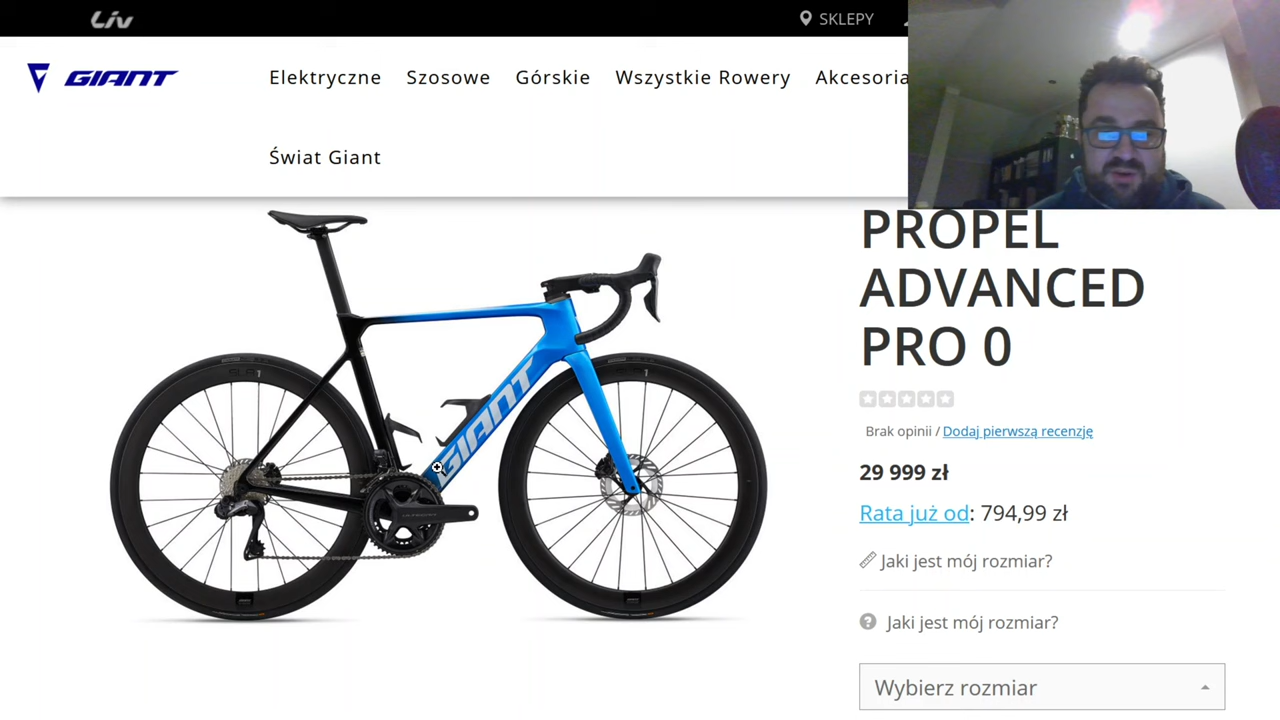 Liv
SKLEPY
GIANT
Elektryczne Szosowe Górskie Wszystkie Rowery Akcesoria
Świat Giant
PROPEL
ADVANCED
PRO 0
GIANT
Brak opinii / Dodaj pierwszą recenzję
29 999 zł
Rata już od: 794,99 zł
Jaki jest mój rozmiar?
Jaki jest mój rozmiar?
Wybierz rozmiar